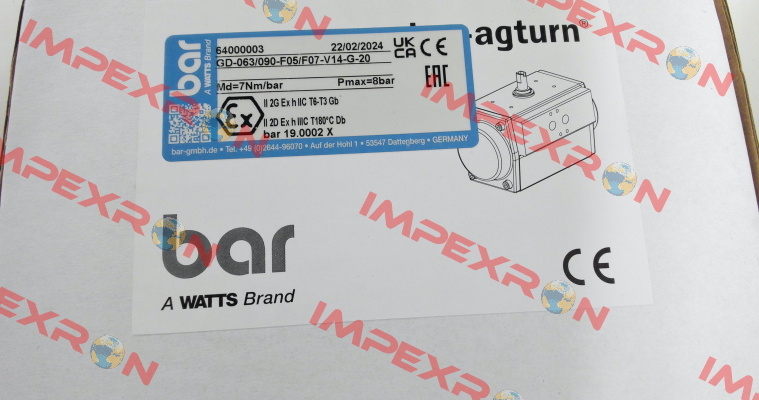 bar
A WATTS Brand
64000003 22/02/2024
UK CA CE
GD-063/090-F05/F07-V14-G-20
Md=7Nm/bar Pmax=8bar
EAC
Ex
II 2G Ex h IIC T6-T3 Gb
II 2D Ex h IIIC T180°C Db
bar 19.0002 X
bar-gmbh.de • Tel. +49 (0)2644-96070 • Auf der Hohl 1 • 53547 Dattenberg • GERMANY
-agturn®
bar
A WATTS Brand
CE
IMPEXRON
IMPEXRON
IMPEXRON
IMPEXRON
IMPEXRON